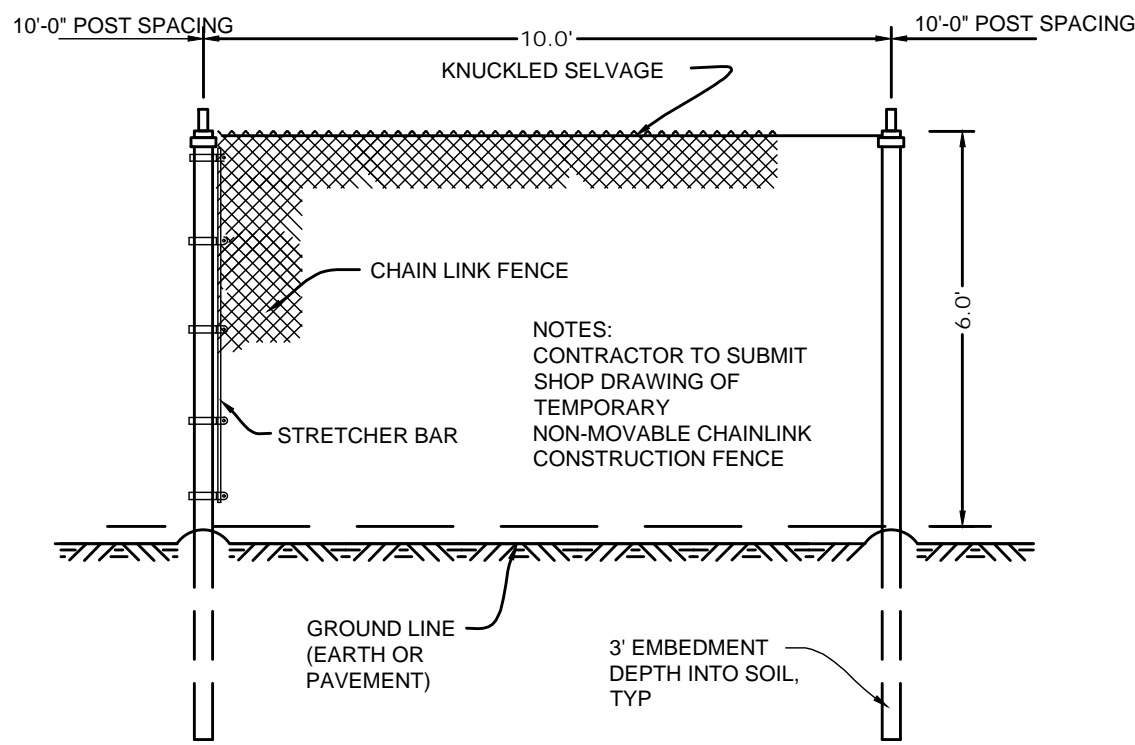 10'-0" POST SPACING
10.0'
10'-0" POST SPACING
KNUCKLED SELVAGE
CHAIN LINK FENCE
6.0'
NOTES:
CONTRACTOR TO SUBMIT
SHOP DRAWING OF
TEMPORARY
NON-MOVABLE CHAINLINK
CONSTRUCTION FENCE
STRETCHER BAR
GROUND LINE
(EARTH OR
PAVEMENT)
3' EMBEDMENT
DEPTH INTO SOIL,
TYP